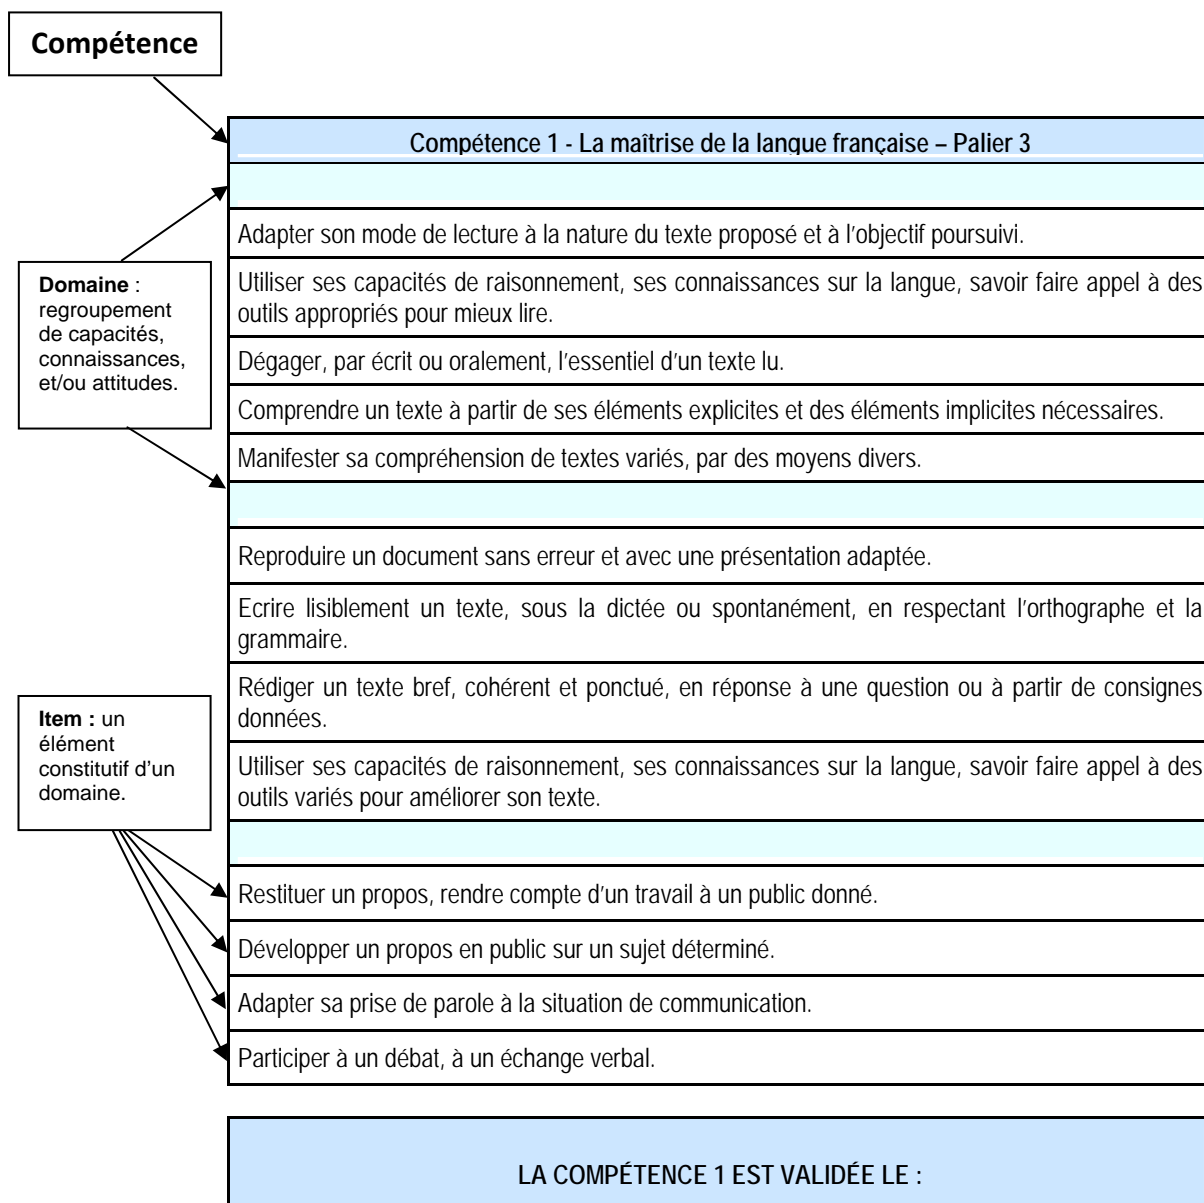 Compétence
Compétence 1 - La maîtrise de la langue française – Palier 3
Adapter son mode de lecture à la nature du texte proposé et à l'objectif poursuivi.
Domaine :
regroupement
de capacités,
connaissances,
et/ou attitudes.
Utiliser ses capacités de raisonnement, ses connaissances sur la langue, savoir faire appel à des
outils appropriés pour mieux lire.
Dégager, par écrit ou oralement, l'essentiel d'un texte lu.
Comprendre un texte à partir de ses éléments explicites et des éléments implicites nécessaires.
Manifester sa compréhension de textes variés, par des moyens divers.
Reproduire un document sans erreur et avec une présentation adaptée.
Ecrire lisiblement un texte, sous la dictée ou spontanément, en respectant l'orthographe et la
grammaire.
Rédiger un texte bref, cohérent et ponctué, en réponse à une question ou à partir de consignes
données.
Item : un
élément
constitutif d'un
domaine.
Utiliser ses capacités de raisonnement, ses connaissances sur la langue, savoir faire appel à des
outils variés pour améliorer son texte.
Restituer un propos, rendre compte d'un travail à un public donné.
Développer un propos en public sur un sujet déterminé.
Adapter sa prise de parole à la situation de communication.
Participer à un débat, à un échange verbal.
LA COMPÉTENCE 1 EST VALIDÉE LE :